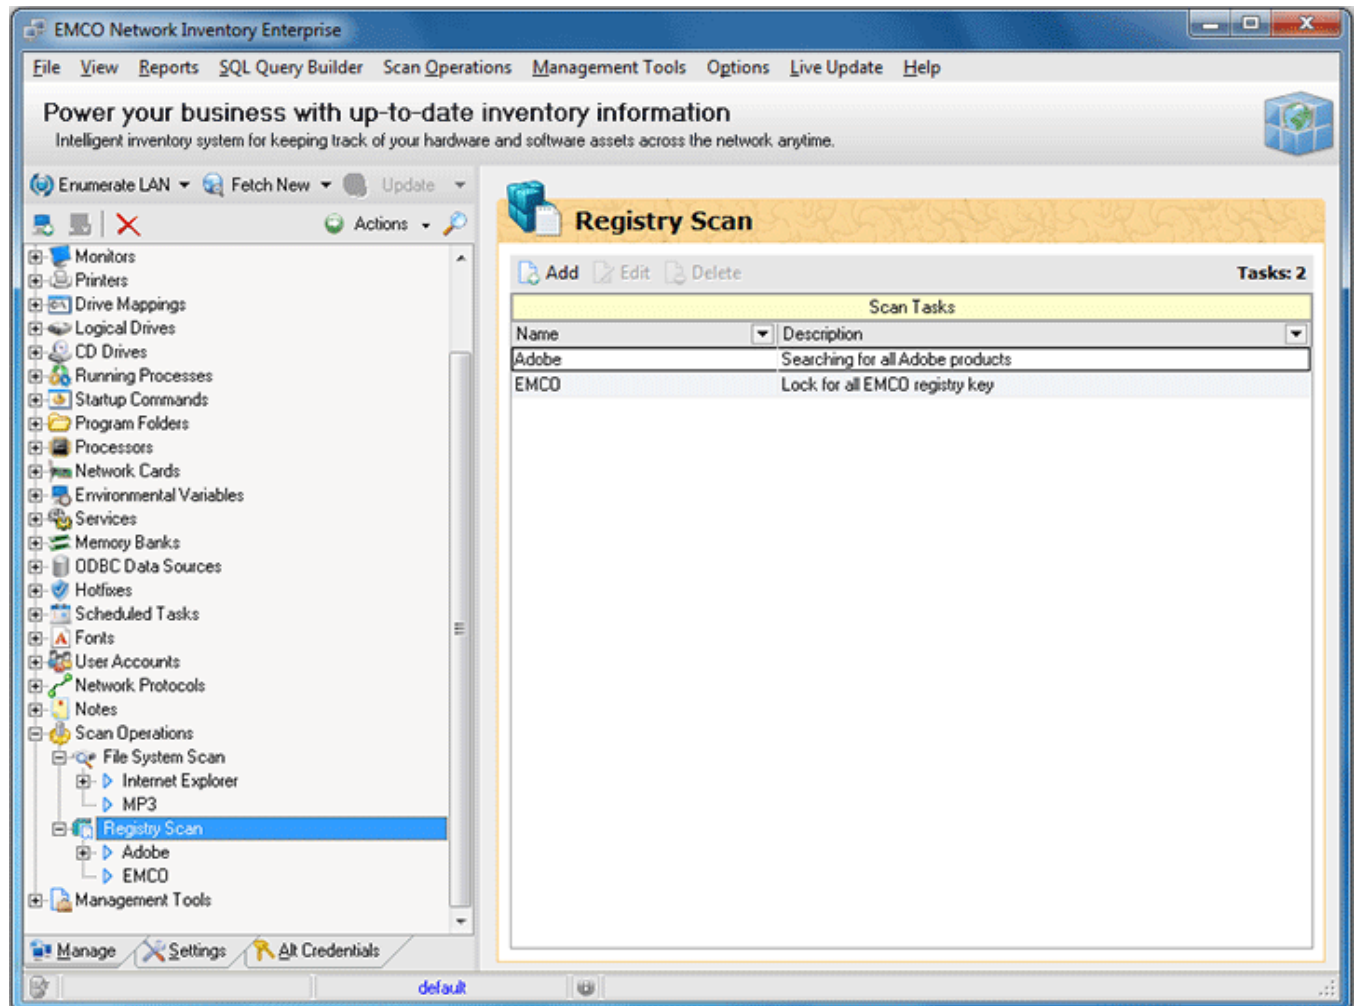 EMCO Network Inventory Enterprise
File View Reports SQL Query Builder Scan Operations Management Tools Options Live Update Help
Power your business with up-to-date inventory information
Intelligent inventory system for keeping track of your hardware and software assets across the network anytime.
Enumerate LAN Fetch New Update
Actions
Monitors
Printers
Drive Mappings
Logical Drives
CD Drives
Running Processes
Startup Commands
Program Folders
Processors
Network Cards
Environmental Variables
Services
Memory Banks
ODBC Data Sources
Hotfixes
Scheduled Tasks
Fonts
User Accounts
Network Protocols
Notes
Scan Operations
File System Scan
Internet Explorer
MP3
Registry Scan
Adobe
EMCO
Management Tools
Manage Settings Alt Credentials
default
Registry Scan
Add Edit Delete Tasks: 2
Scan Tasks
Name Description
Adobe Searching for all Adobe products
EMCO Lock for all EMCO registry key